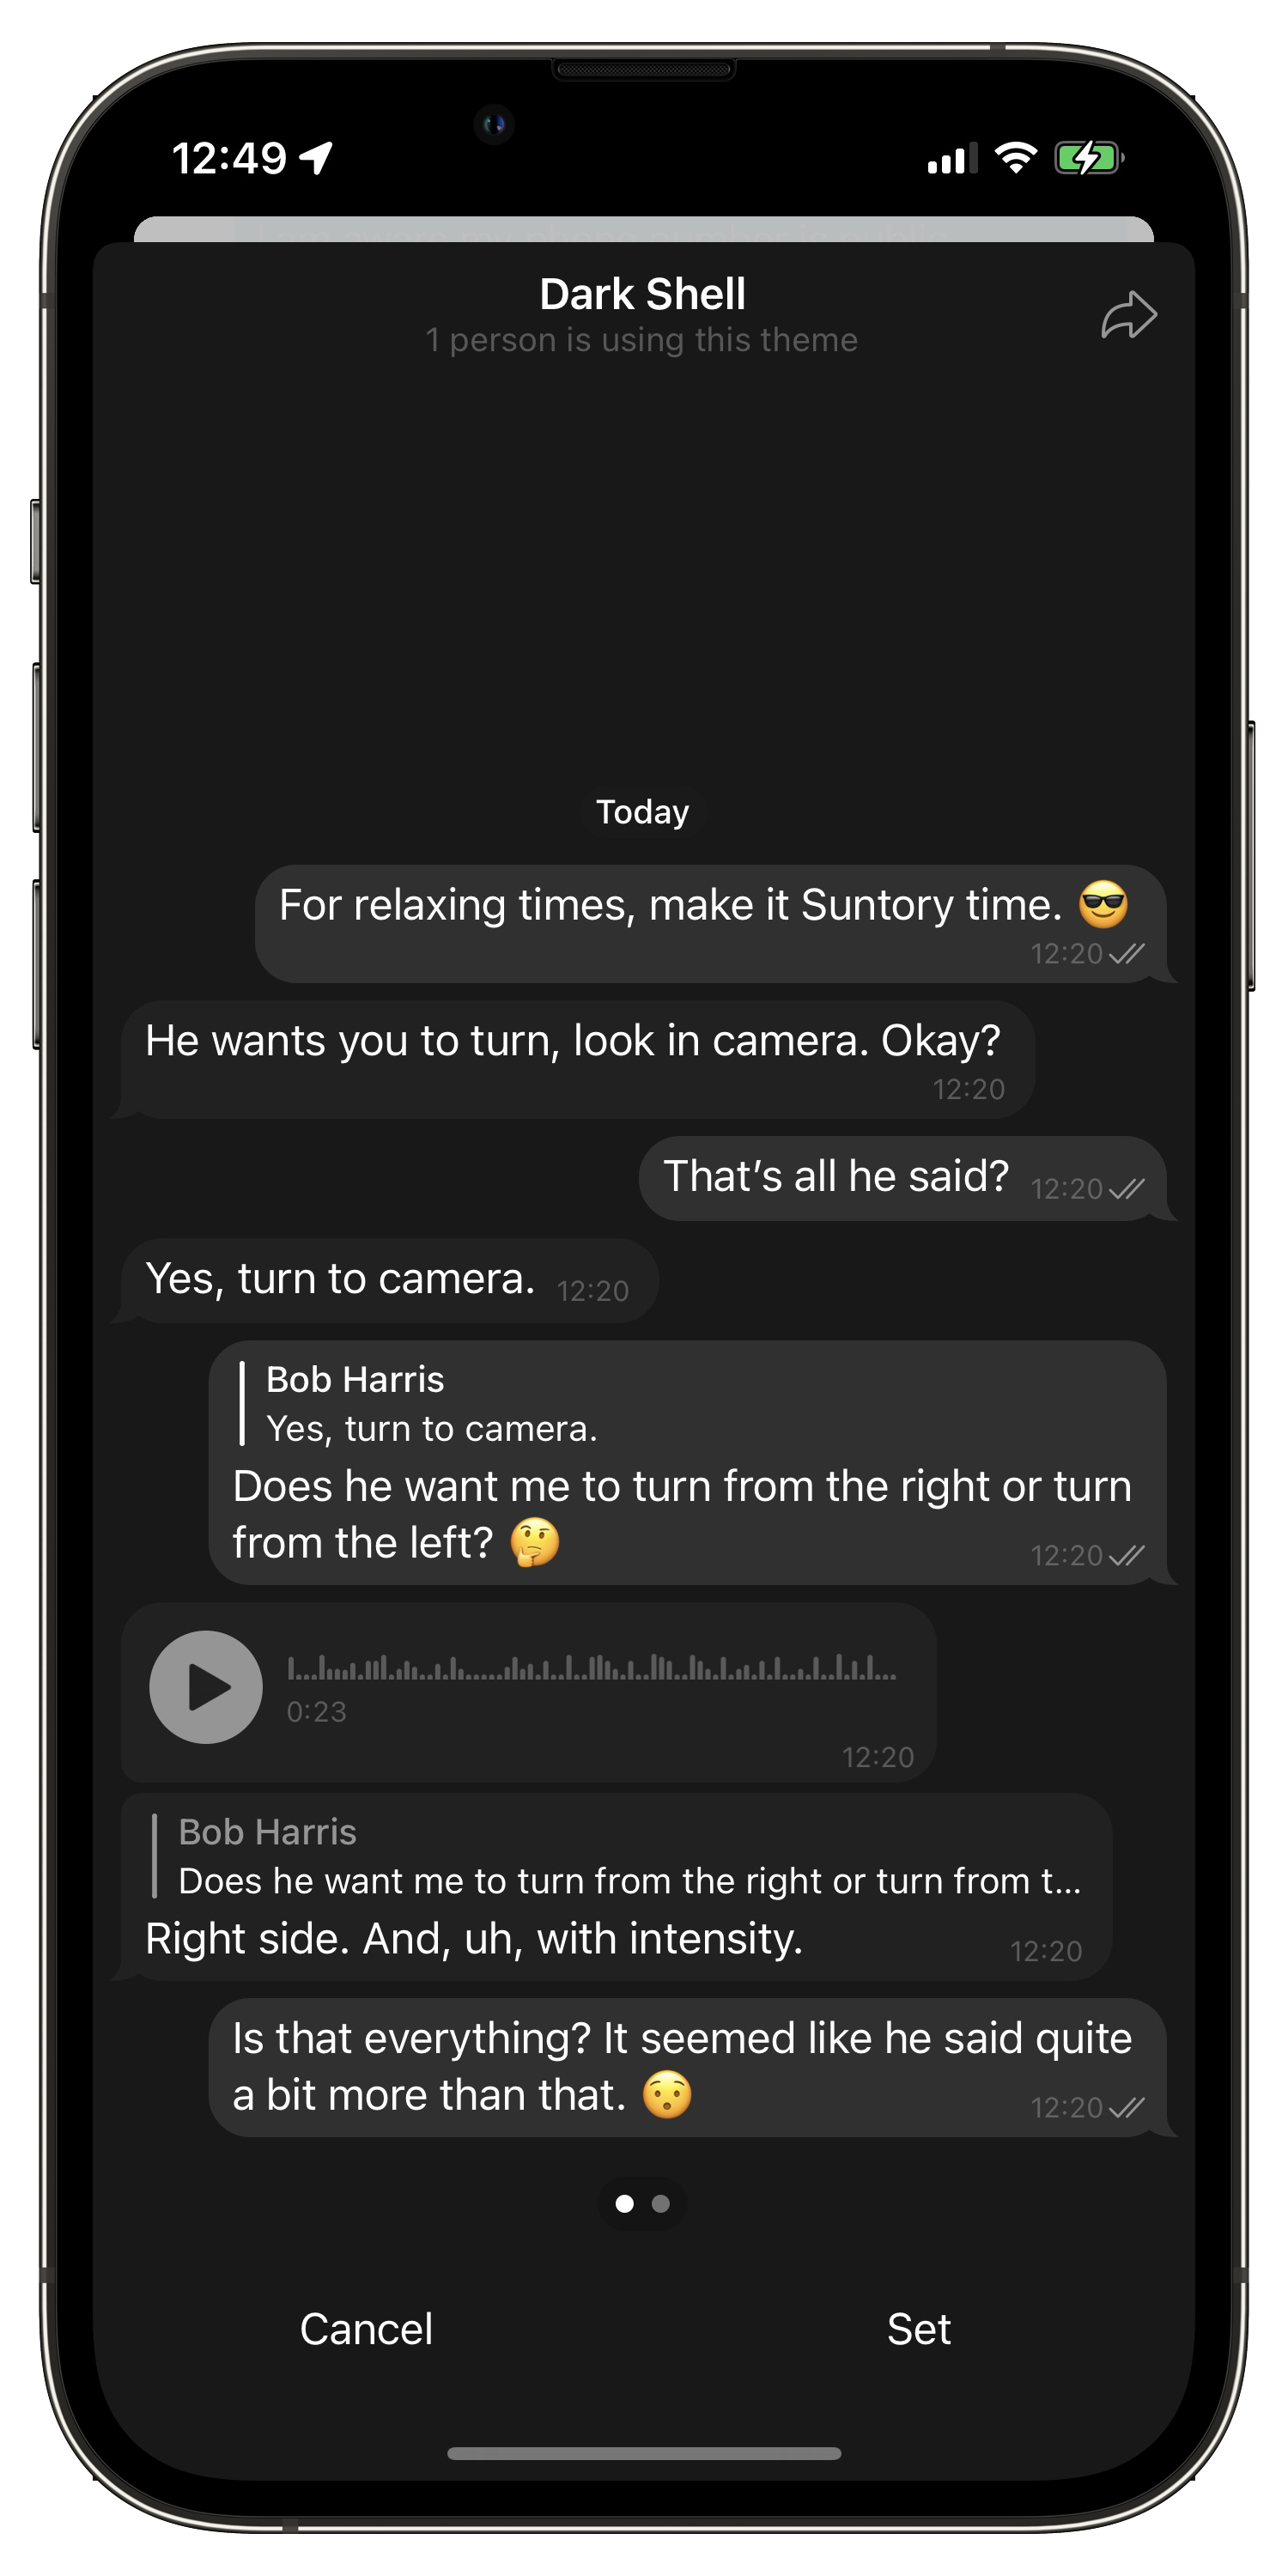 12:49
Dark Shell
1 person is using this theme
Today
For relaxing times, make it Suntory time. 😎
12:20
He wants you to turn, look in camera. Okay?
12:20
That’s all he said? 12:20
Yes, turn to camera. 12:20
Bob Harris
Yes, turn to camera.
Does he want me to turn from the right or turn
from the left? 🤔 12:20
0:23
12:20
Bob Harris
Does he want me to turn from the right or turn from t...
Right side. And, uh, with intensity. 12:20
Is that everything? It seemed like he said quite
a bit more than that. 😯 12:20
Cancel Set